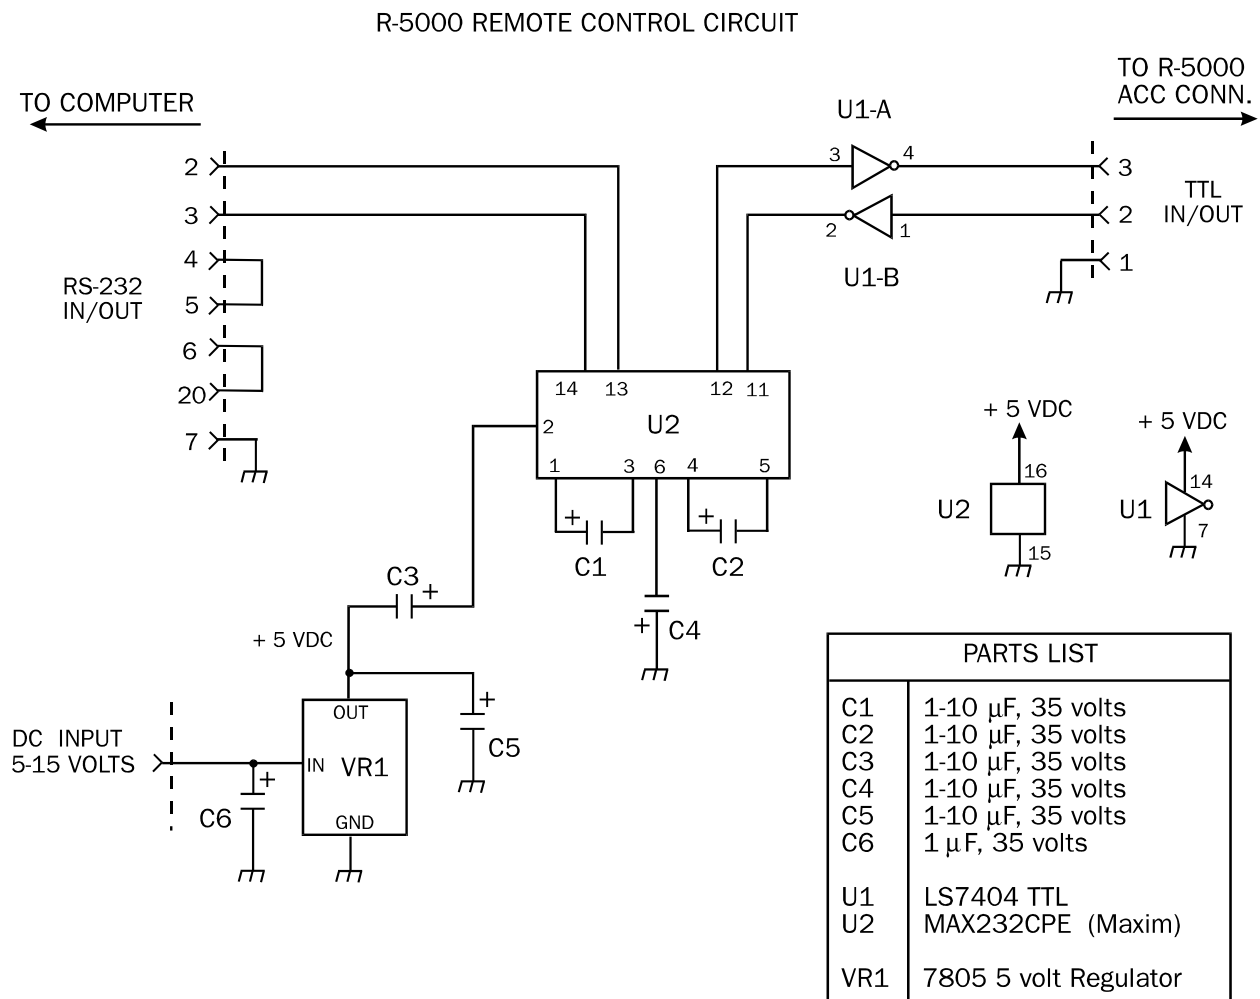 R-5000 REMOTE CONTROL CIRCUIT
TO COMPUTER
TO R-5000
ACC CONN.
U1-A
2
3
4
3
3
TTL
IN/OUT
2
2
1
1
U1-B
4
5
RS-232
IN/OUT
6
20
7
14
13
12
11
2
U2
1
3
6
4
5
+
C1
+
C2
+
C4
C3
+
+ 5 VDC
+ 5 VDC
16
U2
15
+ 5 VDC
14
U1
7
OUT
+
C5
DC INPUT
5-15 VOLTS
IN
VR1
+
C6
GND
PARTS LIST
C1 1-10 µF, 35 volts
C2 1-10 µF, 35 volts
C3 1-10 µF, 35 volts
C4 1-10 µF, 35 volts
C5 1-10 µF, 35 volts
C6 1 µF, 35 volts
U1 LS7404 TTL
U2 MAX232CPE (Maxim)
VR1 7805 5 volt Regulator